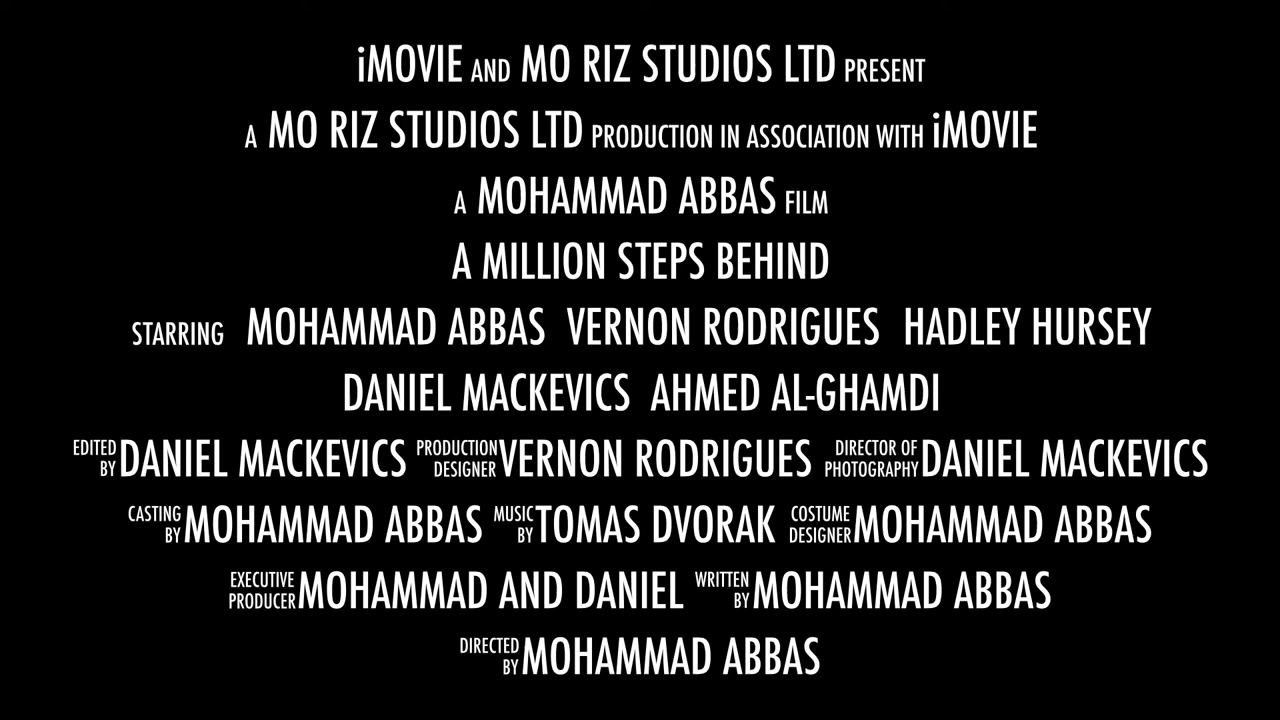 iMOVIE AND MO RIZ STUDIOS LTD PRESENT
A MO RIZ STUDIOS LTD PRODUCTION IN ASSOCIATION WITH iMOVIE
A MOHAMMAD ABBAS FILM
A MILLION STEPS BEHIND
STARRING MOHAMMAD ABBAS VERNON RODRIGUES HADLEY HURSEY
DANIEL MACKEVICS AHMED AL-GHAMDI
EDITED BY DANIEL MACKEVICS PRODUCTION DESIGNER VERNON RODRIGUES DIRECTOR OF PHOTOGRAPHY DANIEL MACKEVICS
CASTING BY MOHAMMAD ABBAS MUSIC BY TOMAS DVORAK COSTUME DESIGNER MOHAMMAD ABBAS
EXECUTIVE PRODUCER MOHAMMAD AND DANIEL WRITTEN BY MOHAMMAD ABBAS
DIRECTED BY MOHAMMAD ABBAS